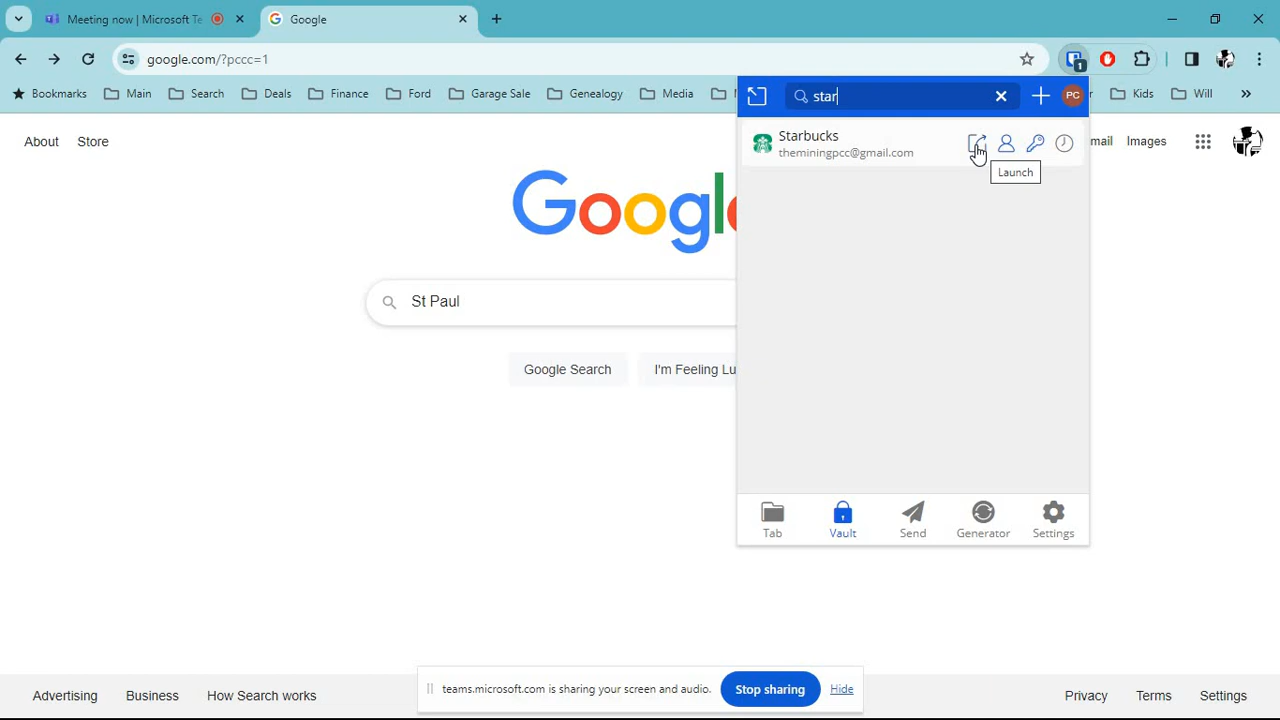 Meeting now | Microsoft Te
Google
google.com/?pccc=1
1
Bookmarks
Main
Search
Deals
Finance
Ford
Garage Sale
Genealogy
Media
Kids
Will
»
star
PC
Starbucks
theminingpcc@gmail.com
Launch
About
Store
mail
Images
Google
St Paul
Google Search
I'm Feeling Lu
Tab
Vault
Send
Generator
Settings
teams.microsoft.com is sharing your screen and audio.
Stop sharing
Hide
Advertising
Business
How Search works
Privacy
Terms
Settings